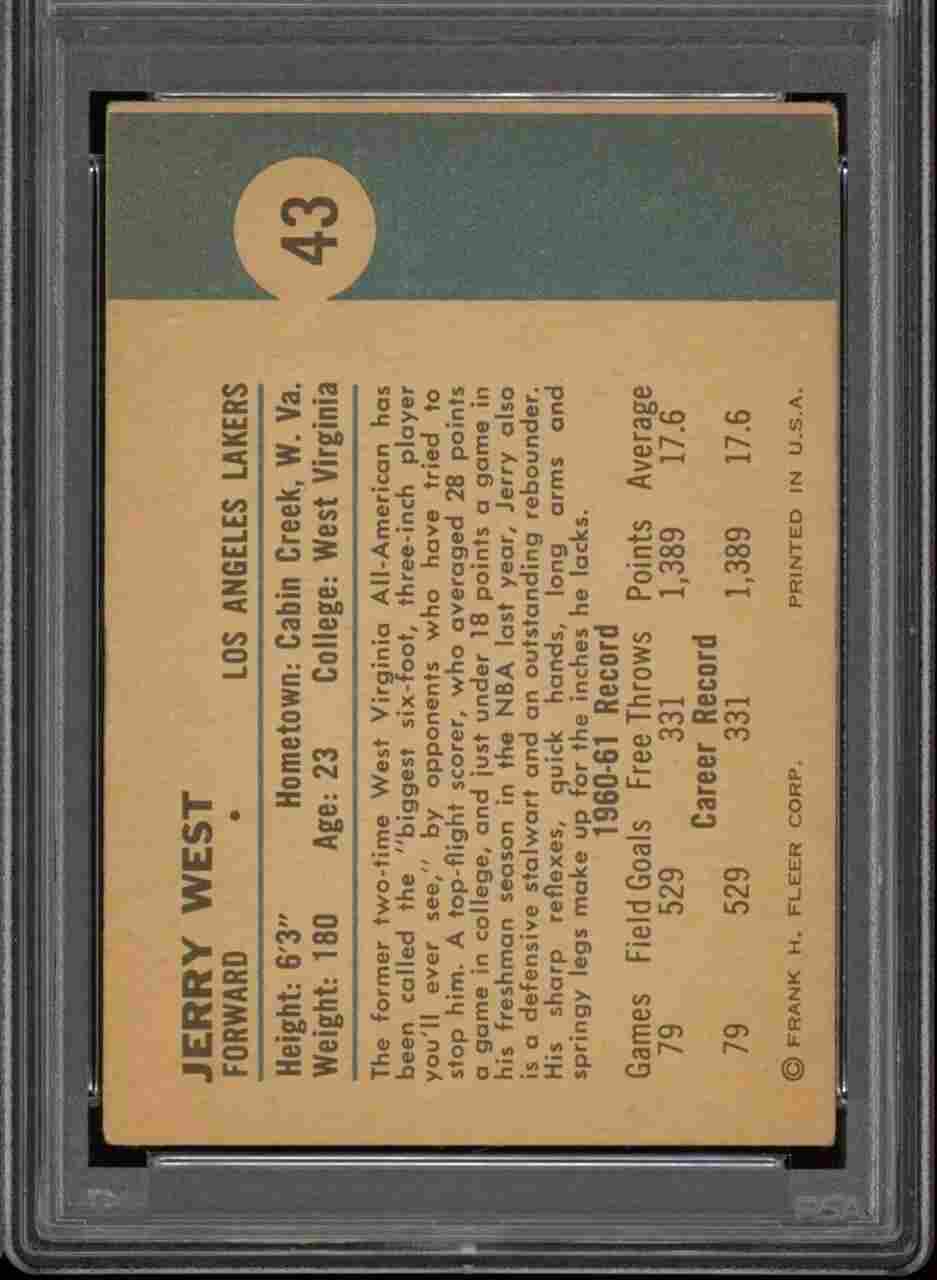 43
JERRY WEST
FORWARD • LOS ANGELES LAKERS
Height: 6'3" Hometown: Cabin Creek, W. Va.
Weight: 180 Age: 23 College: West Virginia
The former two-time West Virginia All-American has
been called the "biggest six-foot, three-inch player
you'll ever see," by opponents who have tried to
stop him. A top-flight scorer, who averaged 28 points
a game in college, and just under 18 points a game in
his freshman season in the NBA last year, Jerry also
is a defensive stalwart and an outstanding rebounder.
His sharp reflexes, quick hands, long arms and
springy legs make up for the inches he lacks.
1960-61 Record
Games Field Goals Free Throws Points Average
79 529 331 1,389 17.6
Career Record
79 529 331 1,389 17.6
© FRANK H. FLEER CORP. PRINTED IN U.S.A.
PSA